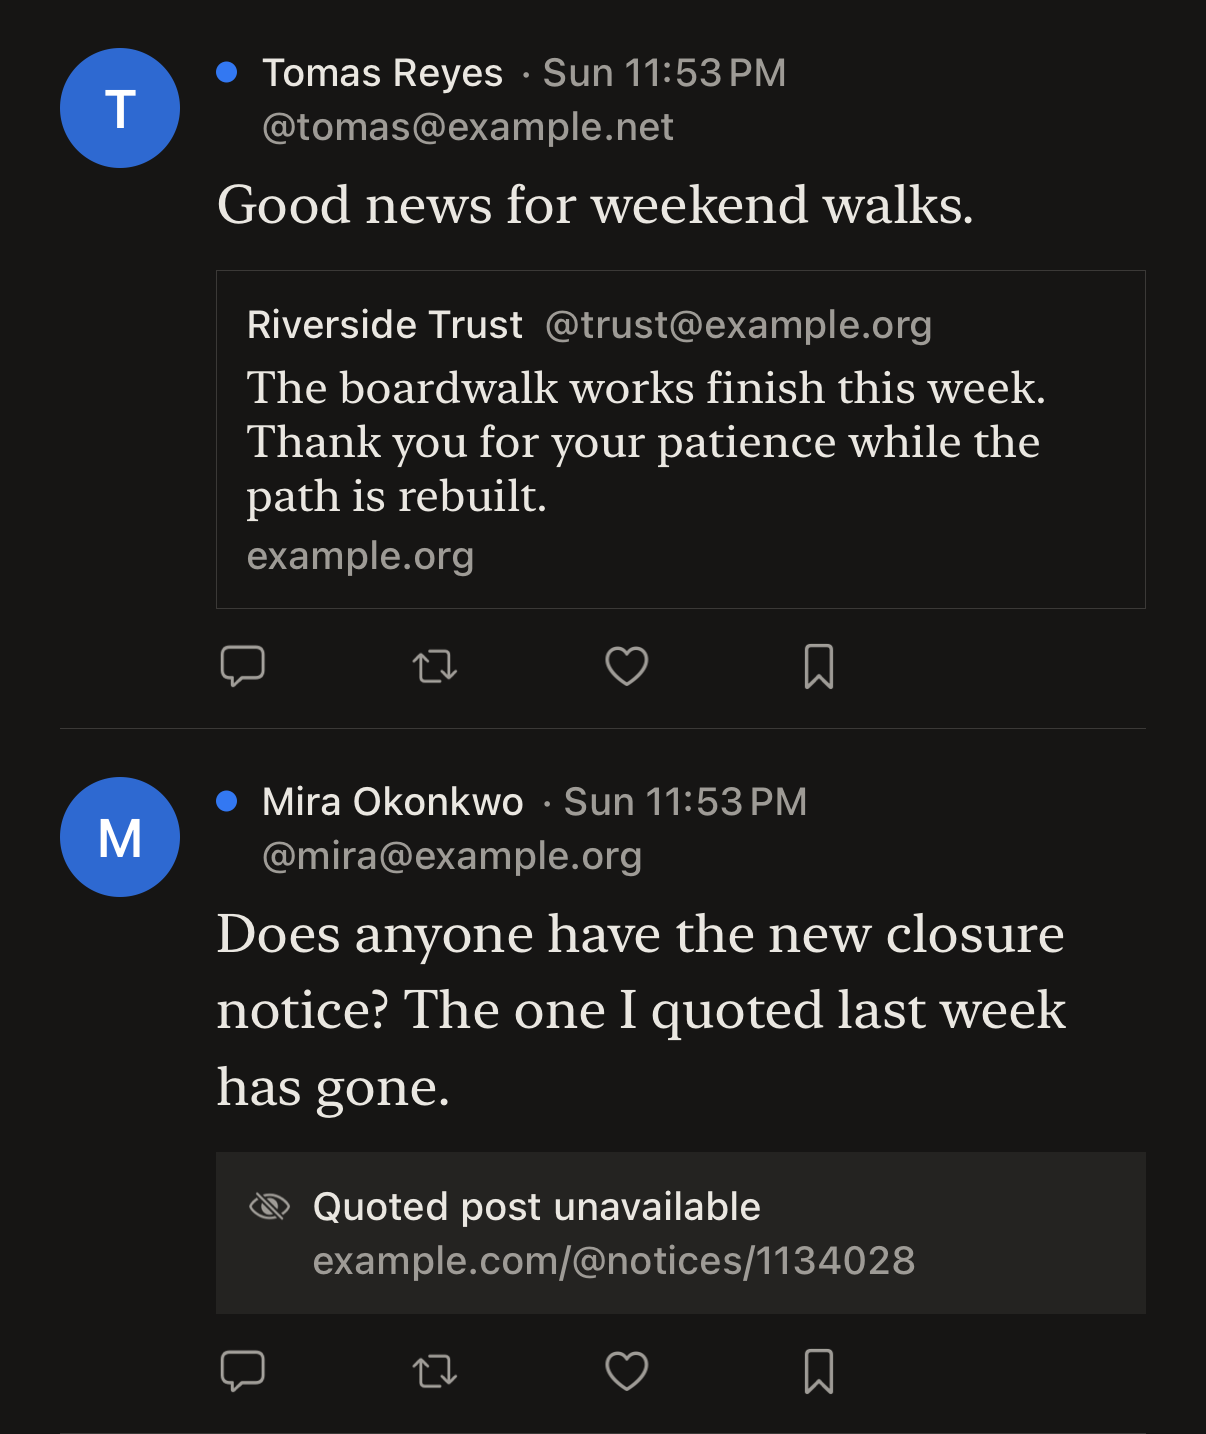 T
Tomas Reyes · Sun 11:53 PM
@tomas@example.net
Good news for weekend walks.
Riverside Trust @trust@example.org
The boardwalk works finish this week.
Thank you for your patience while the
path is rebuilt.
example.org
M
Mira Okonkwo · Sun 11:53 PM
@mira@example.org
Does anyone have the new closure
notice? The one I quoted last week
has gone.
Quoted post unavailable
example.com/@notices/1134028